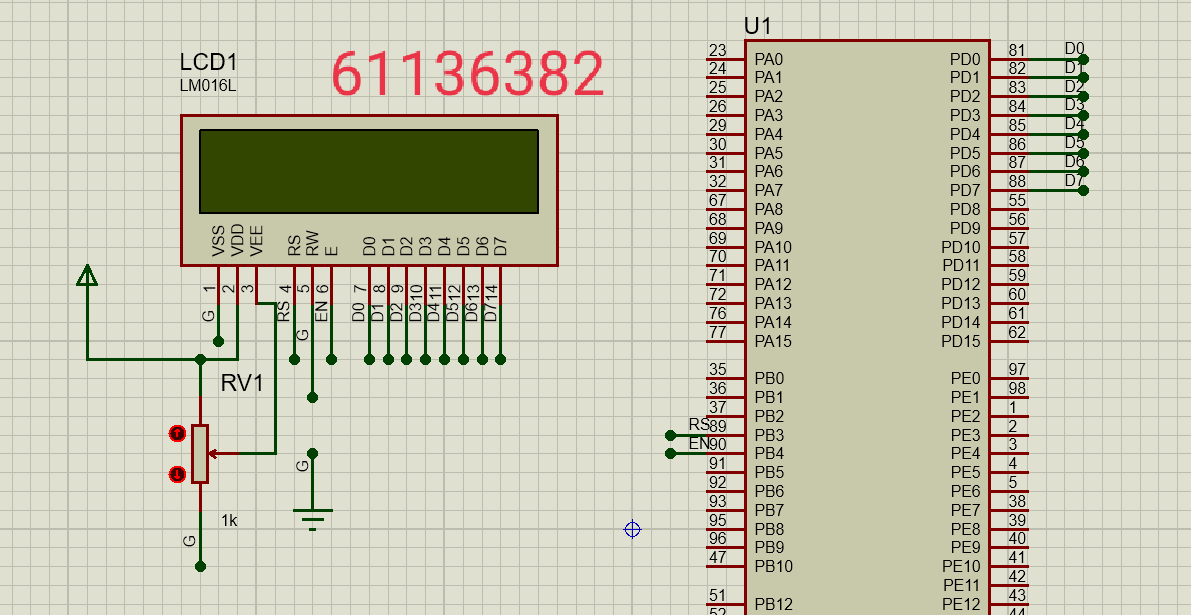 LCD1
LM016L
61136382
VSS
VDD
VEE
RS
RW
E
D0
D1
D2
D3
D4
D5
D6
D7
1
2
3
4
5
6
7
8
9
10
11
12
13
14
G
RS
G
EN
D0
D1
D2
D3
D4
D5
D6
D7
RV1
1k
G
G
U1
23 PA0
24 PA1
25 PA2
26 PA3
29 PA4
30 PA5
31 PA6
32 PA7
67 PA8
68 PA9
69 PA10
70 PA11
71 PA12
72 PA13
76 PA14
77 PA15
35 PB0
36 PB1
37 PB2
RS 89 PB3
EN 90 PB4
91 PB5
92 PB6
93 PB7
95 PB8
96 PB9
47 PB10
51 PB12
52
PD0 81 D0
PD1 82 D1
PD2 83 D2
PD3 84 D3
PD4 85 D4
PD5 86 D5
PD6 87 D6
PD7 88 D7
PD8 55
PD9 56
PD10 57
PD11 58
PD12 59
PD13 60
PD14 61
PD15 62
PE0 97
PE1 98
PE2 1
PE3 2
PE4 3
PE5 4
PE6 5
PE7 38
PE8 39
PE9 40
PE10 41
PE11 42
PE12 43
44